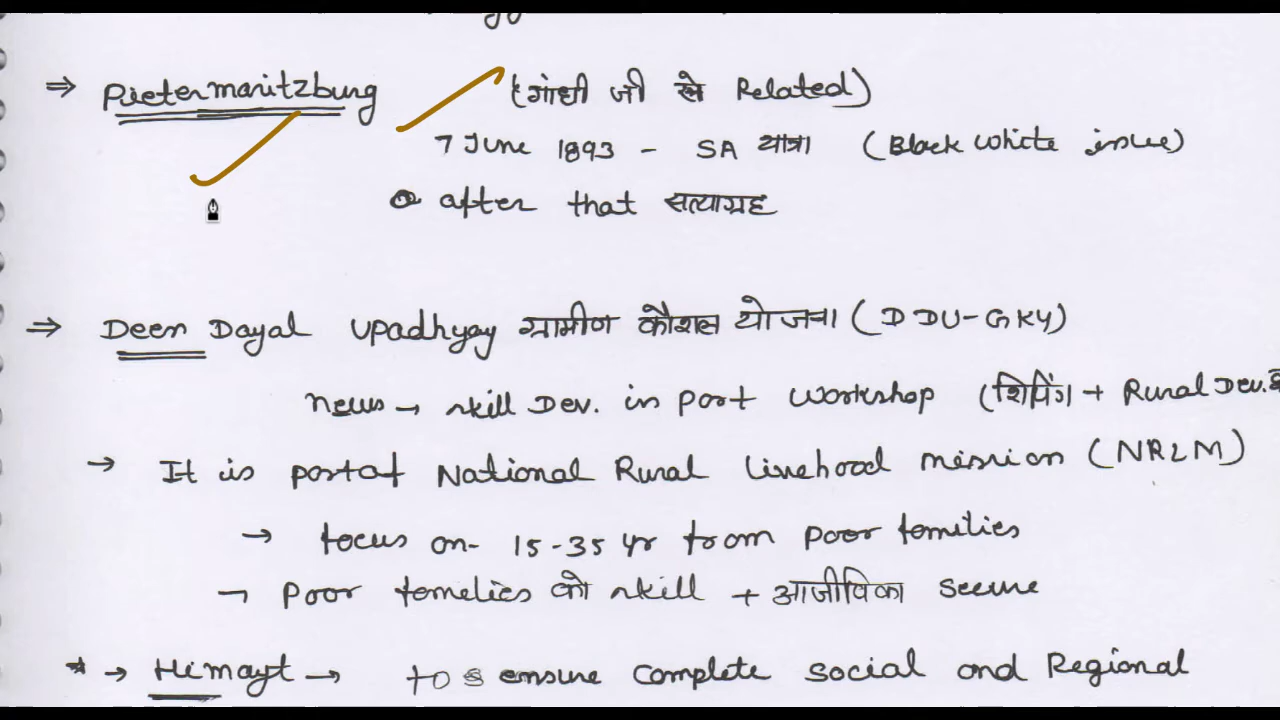 ⇒ Pietermaritzburg (गांधी जी से Related)
7 June 1893 - SA यात्रा (Black White issue)
after that सत्याग्रह
⇒ Deen Dayal Upadhyay ग्रामीण कौशल योजना (DDU-GKY)
News → skill Dev. in port workshop (शिपिंग + Rural Dev.
→ It is part of National Rural Livehood mission (NRLM)
→ focus on- 15-35 yr from poor families
→ Poor families को skill + आजीविका secure
* → Himayt → to ensure complete social and Regional